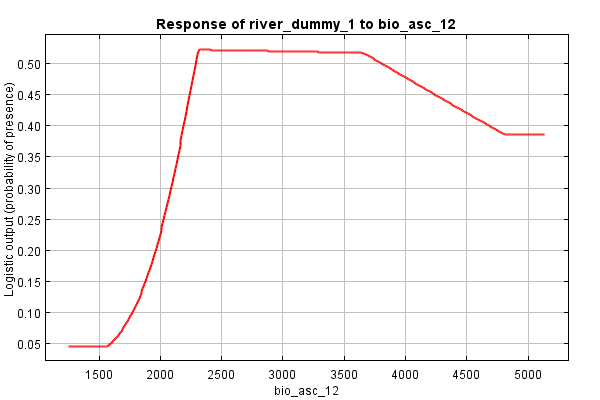 Response of river_dummy_1 to bio_asc_12
Logistic output (probability of presence)
0.50
0.45
0.40
0.35
0.30
0.25
0.20
0.15
0.10
0.05
1500 2000 2500 3000 3500 4000 4500 5000
bio_asc_12